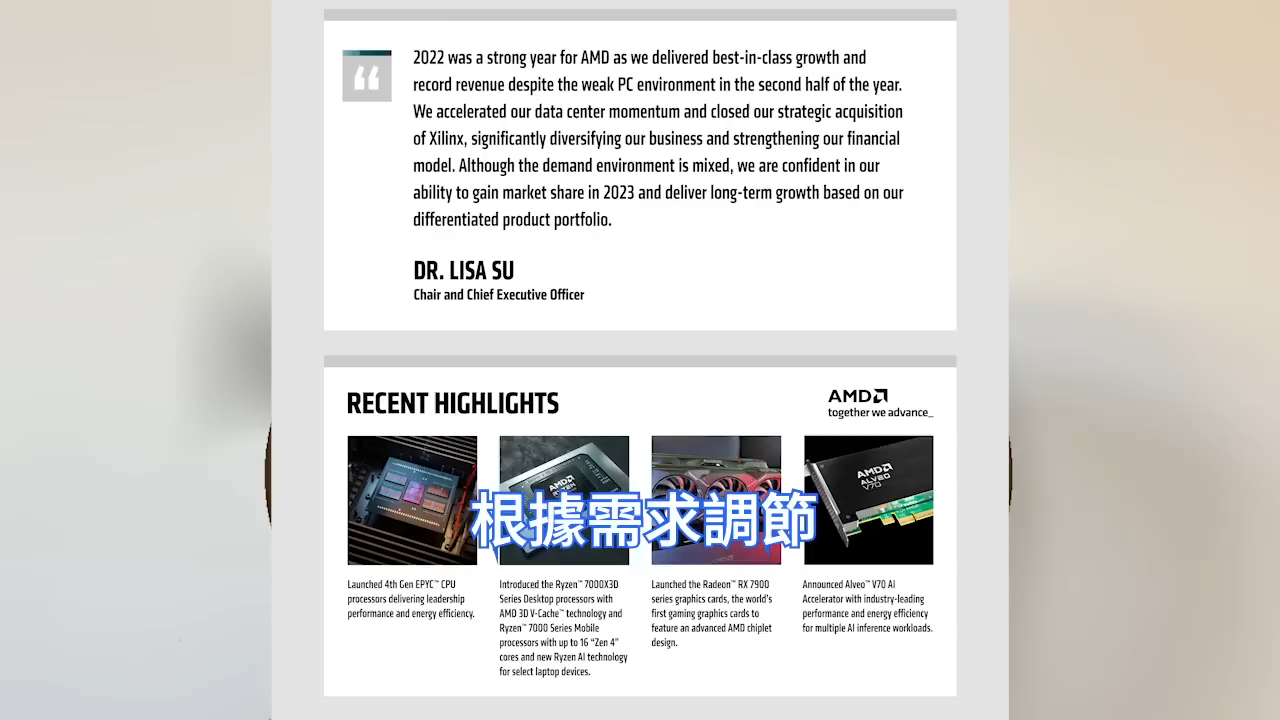 2022 was a strong year for AMD as we delivered best-in-class growth and
record revenue despite the weak PC environment in the second half of the year.
We accelerated our data center momentum and closed our strategic acquisition
of Xilinx, significantly diversifying our business and strengthening our financial
model. Although the demand environment is mixed, we are confident in our
ability to gain market share in 2023 and deliver long-term growth based on our
differentiated product portfolio.
DR. LISA SU
Chair and Chief Executive Officer
RECENT HIGHLIGHTS
AMD
together we advance_
AMD
RYZEN
AMD
ALVEO
V70
根據需求調節
Launched 4th Gen EPYC™ CPU
processors delivering leadership
performance and energy efficiency.
Introduced the Ryzen™ 7000X3D
Series Desktop processors with
AMD 3D V-Cache™ technology and
Ryzen™ 7000 Series Mobile
processors with up to 16 “Zen 4”
cores and new Ryzen AI technology
for select laptop devices.
Launched the Radeon™ RX 7900
series graphics cards, the world's
first gaming graphics cards to
feature an advanced AMD chiplet
design.
Announced Alveo™ V70 AI
Accelerator with industry-leading
performance and energy efficiency
for multiple AI inference workloads.